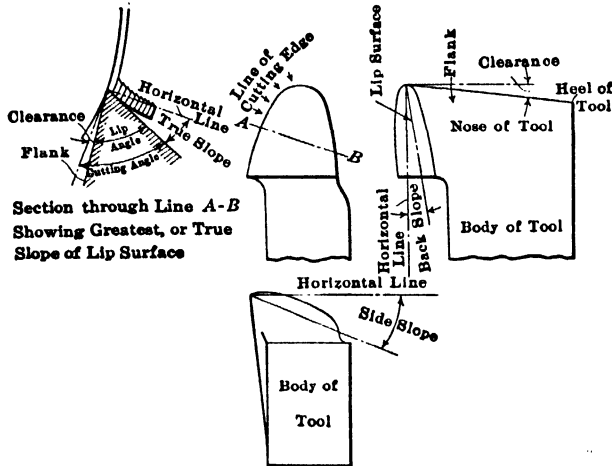 Horizontal
Line
True Slope
Clearance
Lip
Angle
Cutting Angle
Flank
Section through Line A-B
Showing Greatest, or True
Slope of Lip Surface
Line of
Cutting Edge
A
B
Lip Surface
Flank
Clearance
Heel of
Tool
Nose of Tool
Horizontal
Line
Back Slope
Body of Tool
Horizontal Line
Side Slope
Body of
Tool